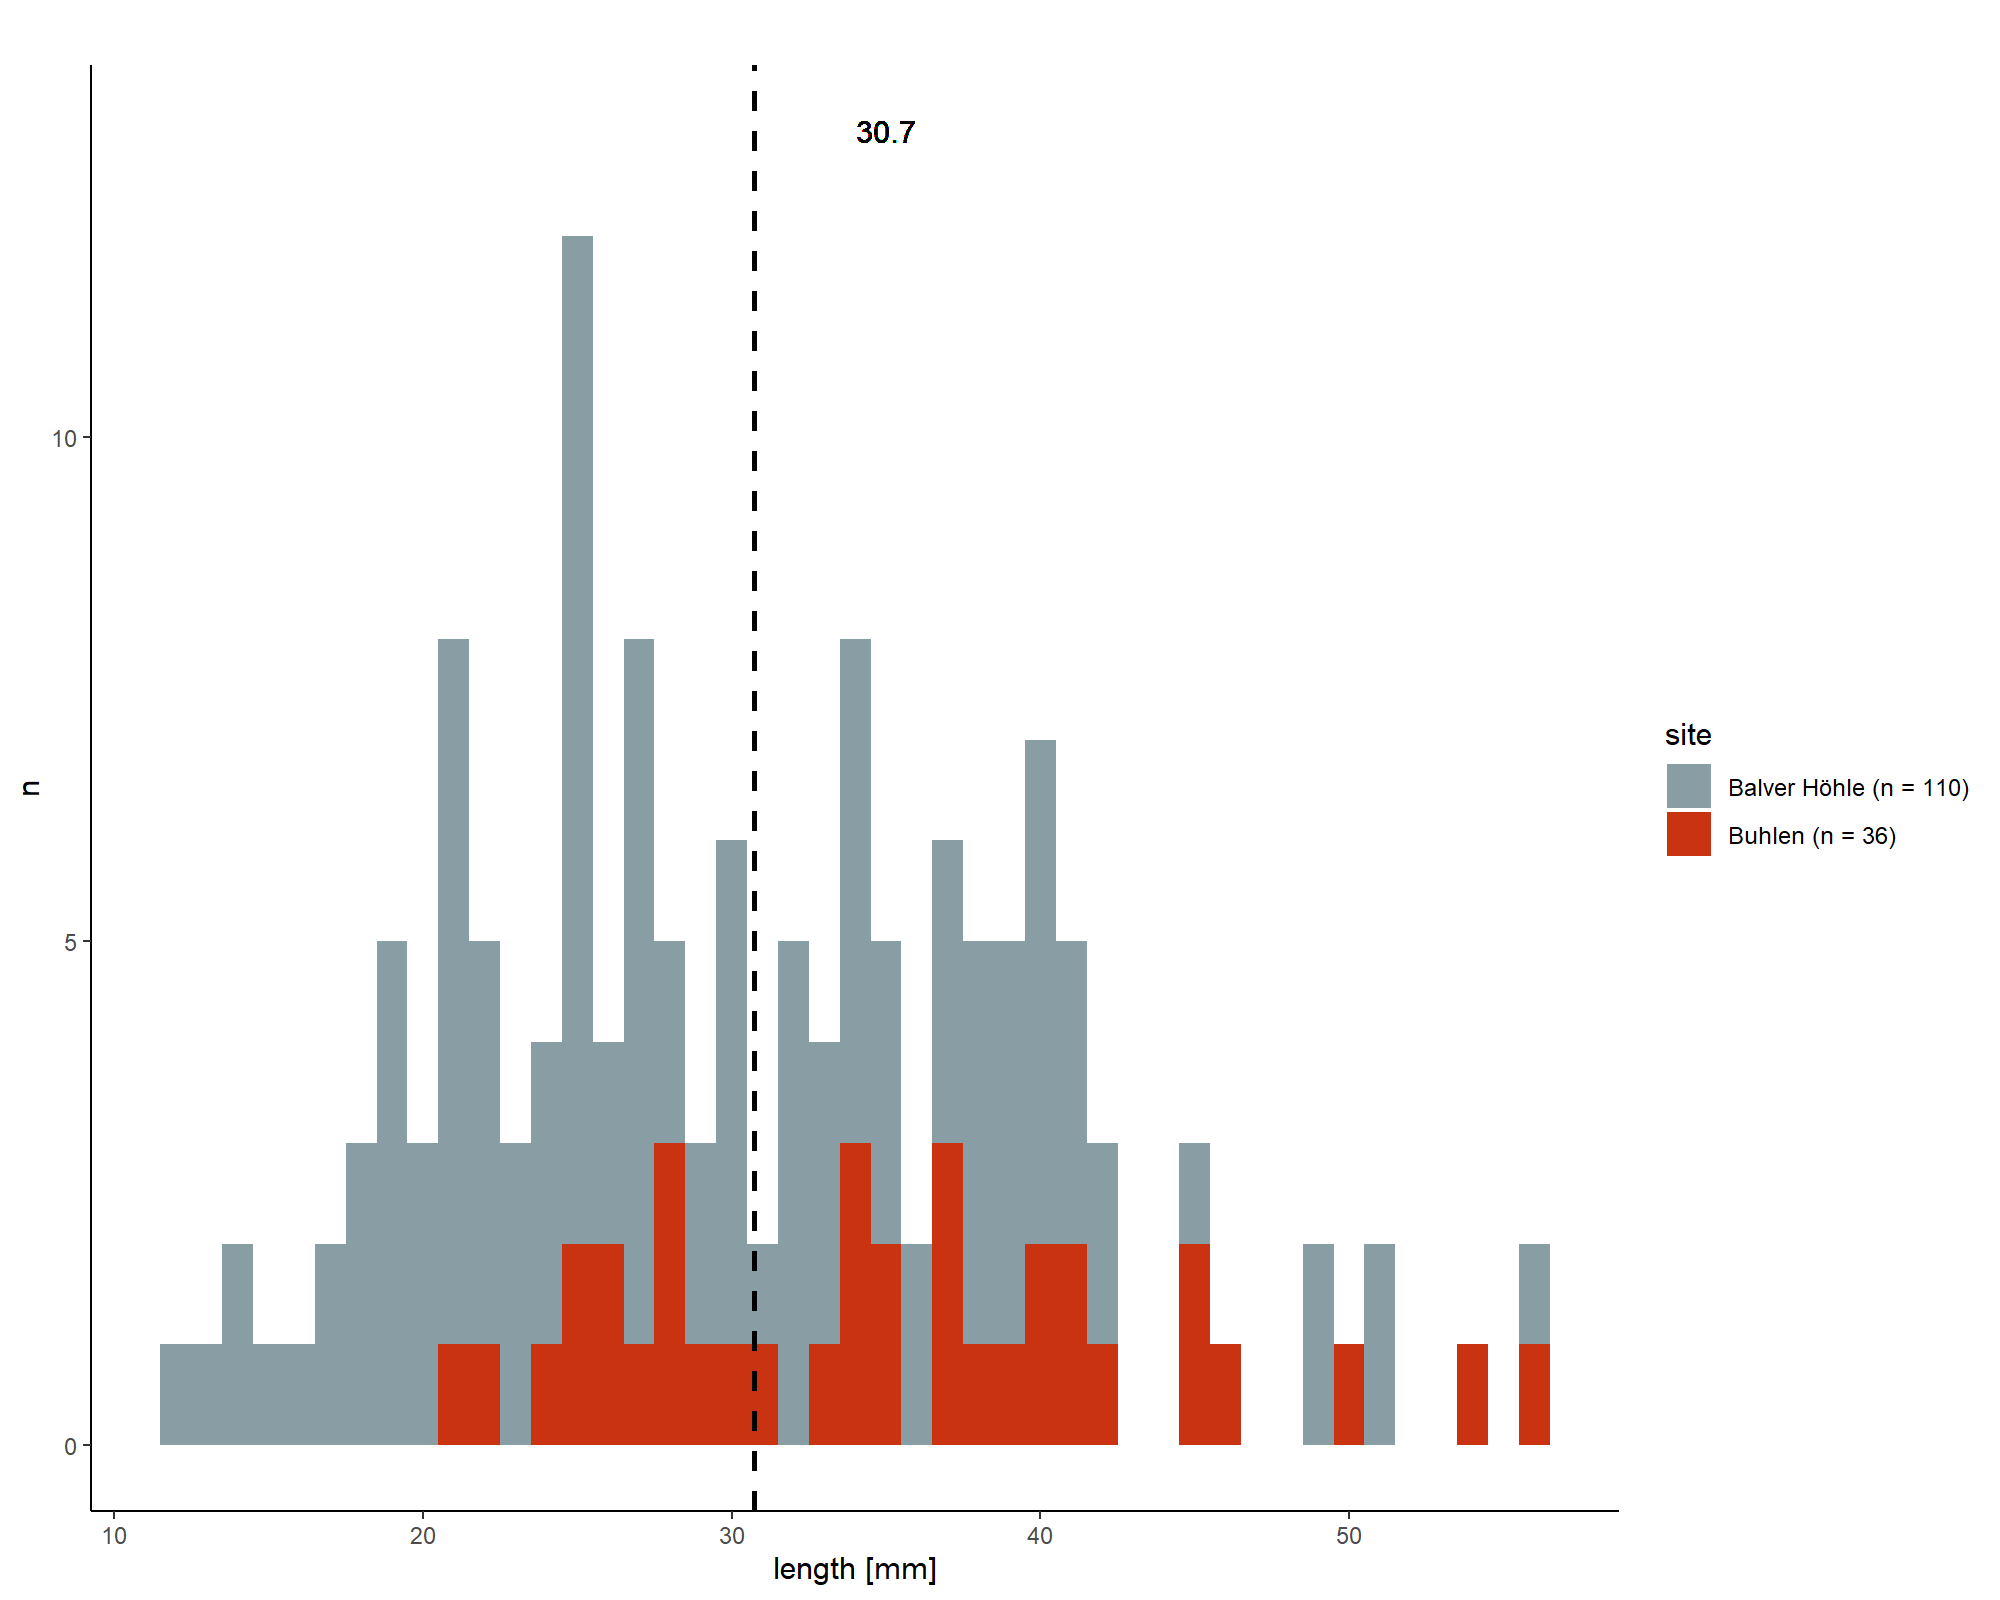 30.7
10
5
0
n
10 20 30 40 50
length [mm]
site
Balver Höhle (n = 110)
Buhlen (n = 36)